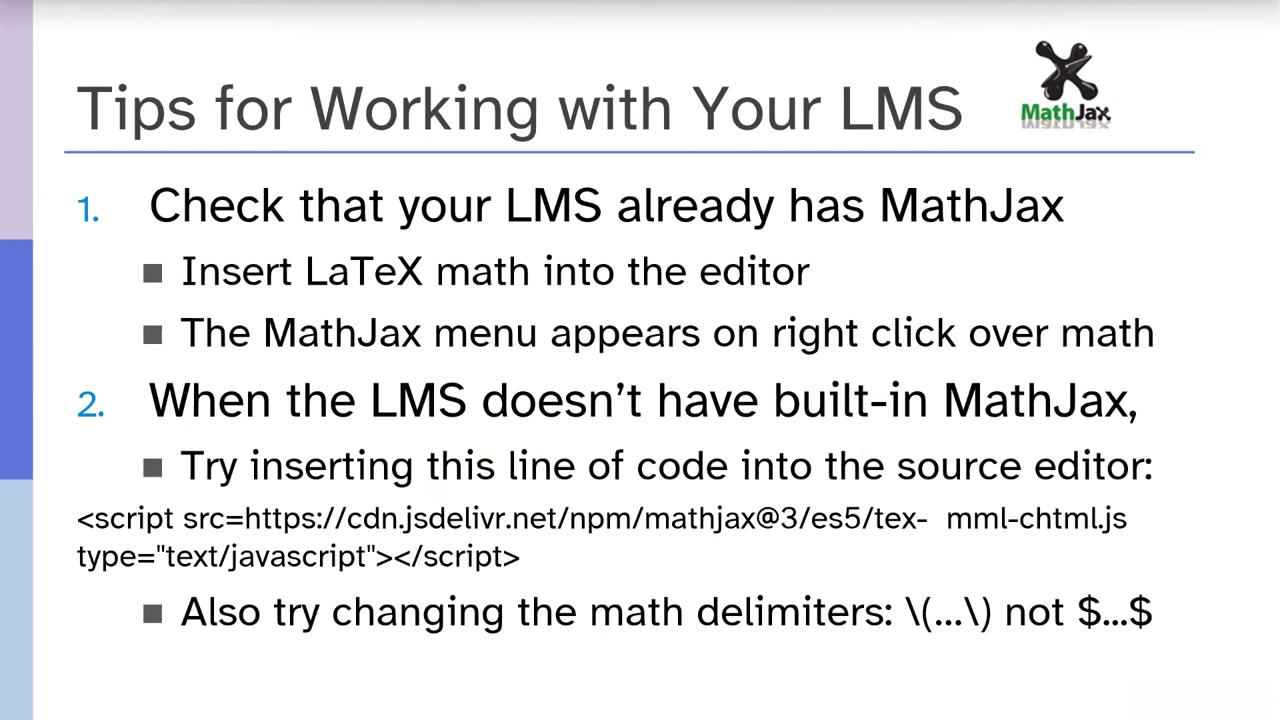 Tips for Working with Your LMS
MathJax
1. Check that your LMS already has MathJax
■ Insert LaTeX math into the editor
■ The MathJax menu appears on right click over math
2. When the LMS doesn’t have built-in MathJax,
■ Try inserting this line of code into the source editor:
<script src=https://cdn.jsdelivr.net/npm/mathjax@3/es5/tex- mml-chtml.js
type="text/javascript"></script>
■ Also try changing the math delimiters: \(...\) not $...$